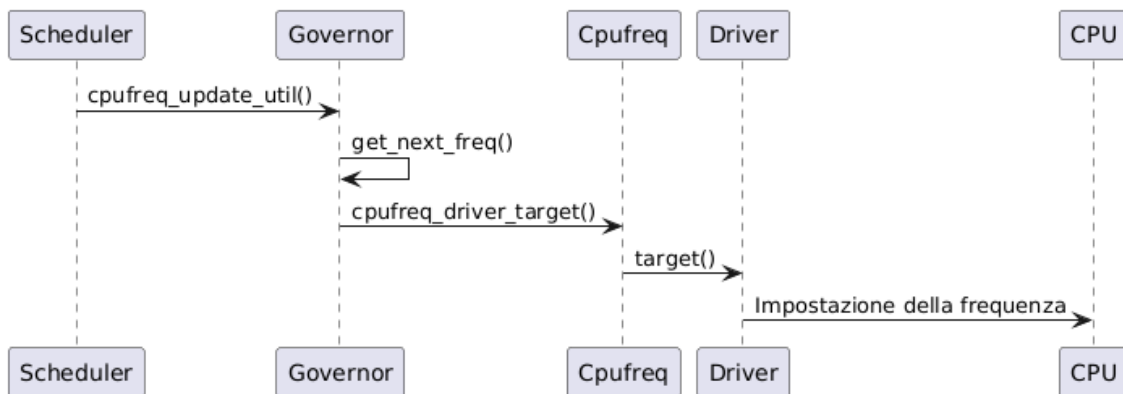 Scheduler Governor Cpufreq Driver CPU
cpufreq_update_util()
get_next_freq()
cpufreq_driver_target()
target()
Impostazione della frequenza
Scheduler Governor Cpufreq Driver CPU